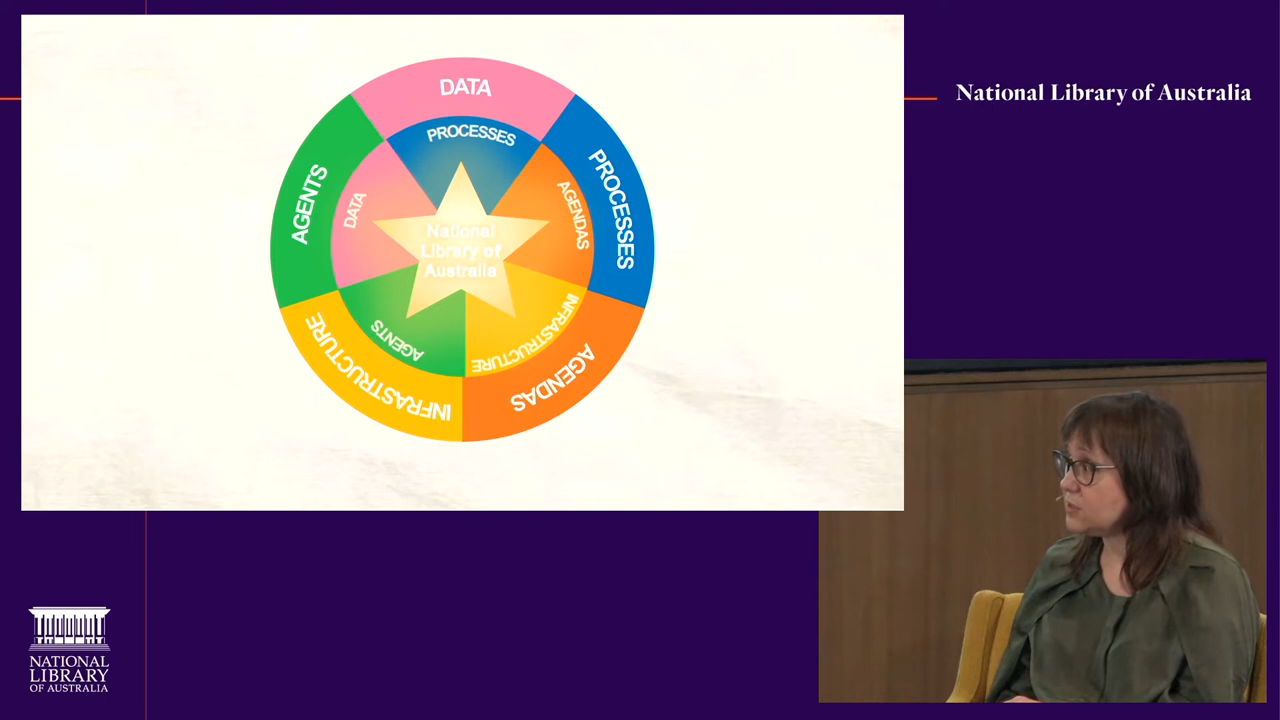 National Library of Australia
DATA
PROCESSES
AGENDAS
INFRASTRUCTURE
AGENTS
PROCESSES
AGENDAS
INFRASTRUCTURE
AGENTS
DATA
National
Library of
Australia
NATIONAL
LIBRARY
OF AUSTRALIA